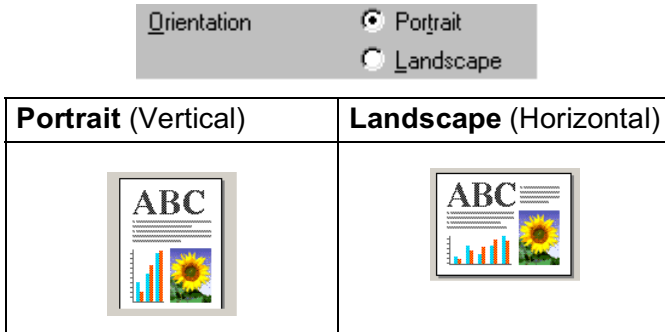 Orientation
Portrait
Landscape
Portrait (Vertical)
Landscape (Horizontal)
ABC
ABC